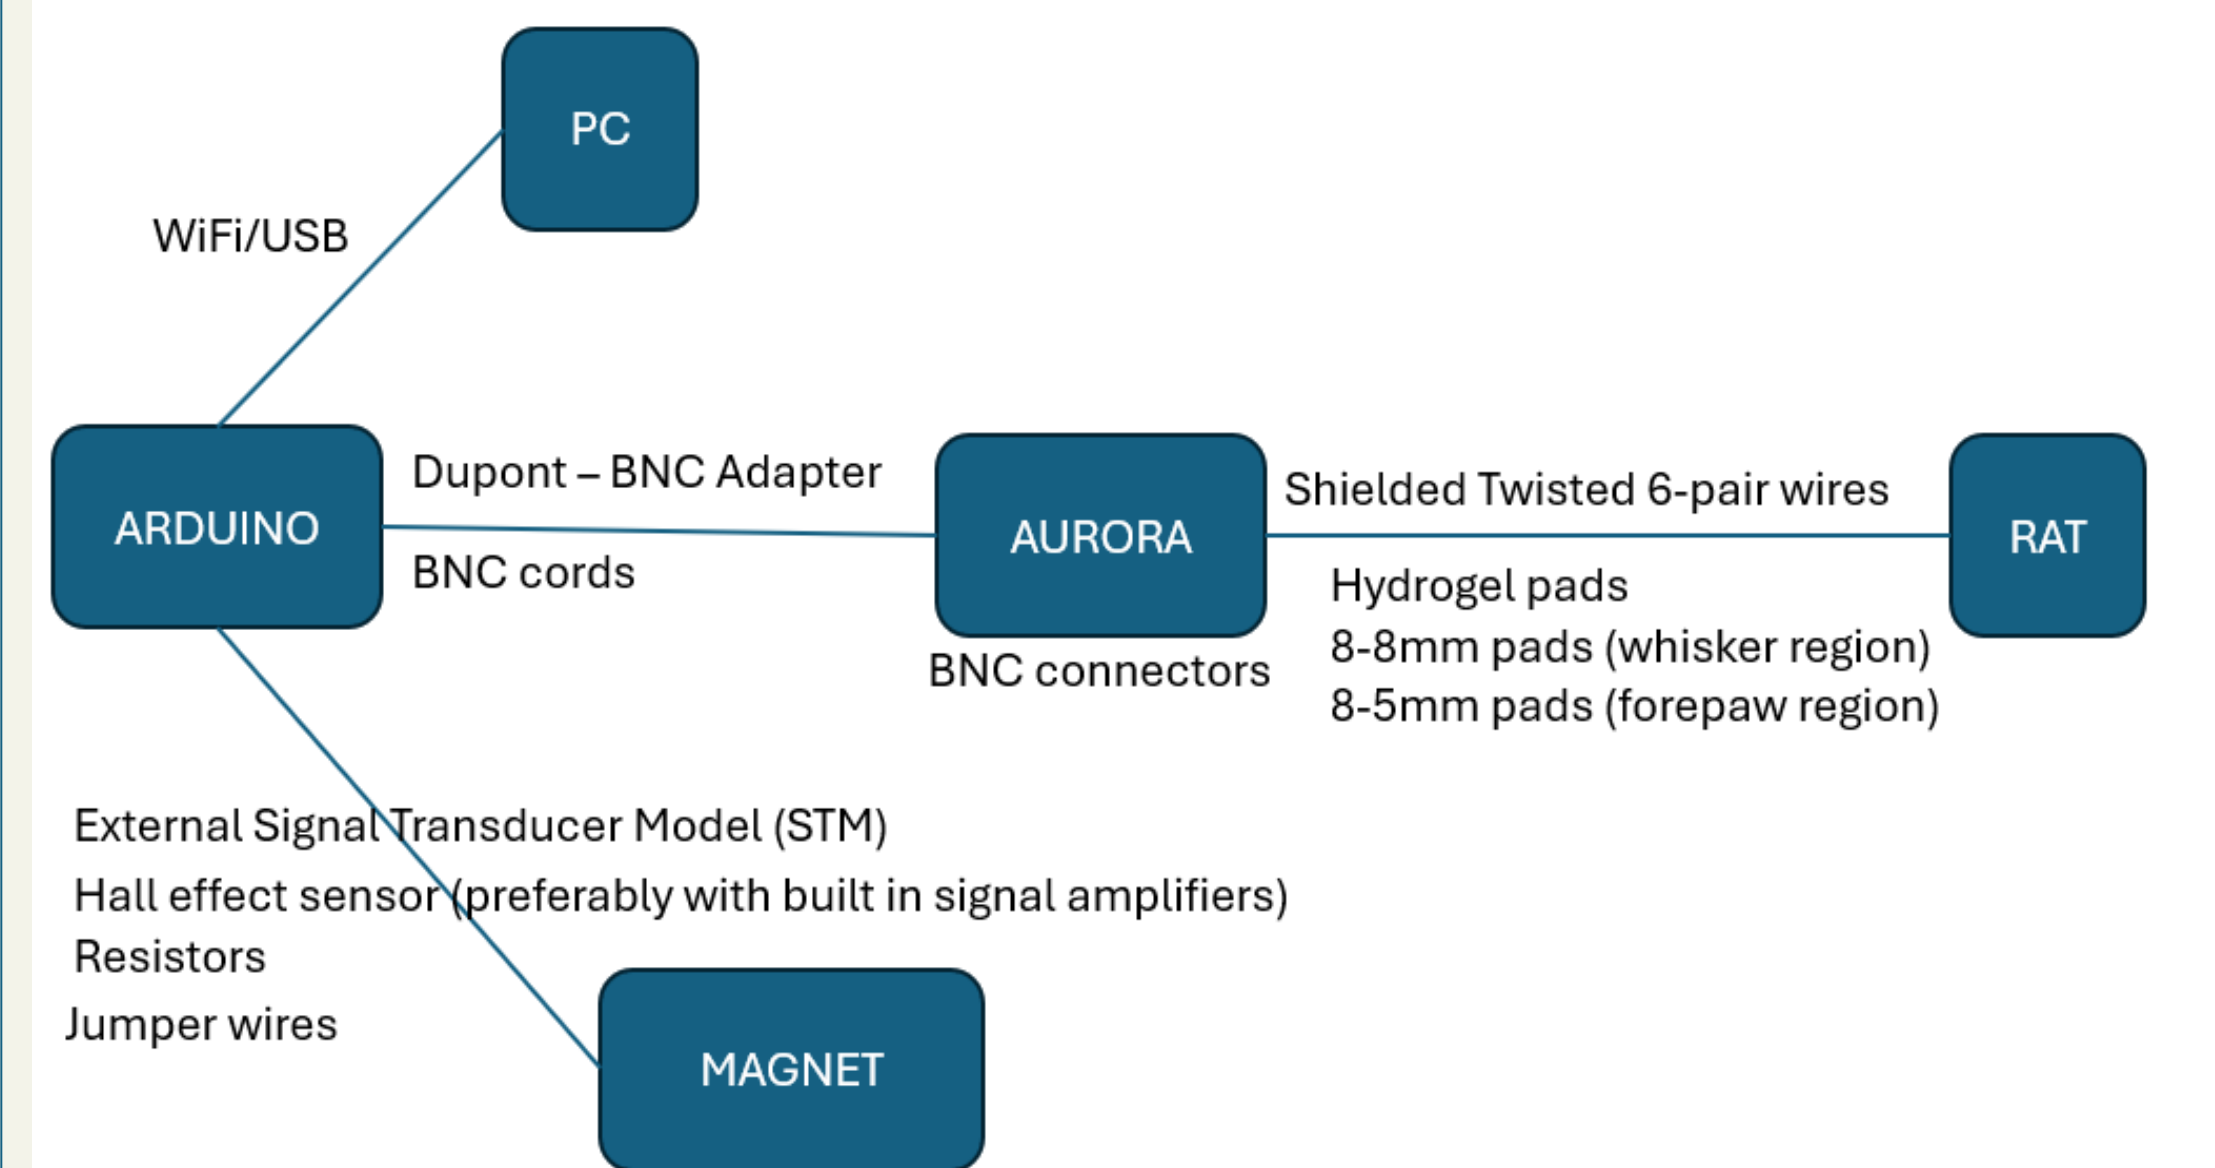 PC
WiFi/USB
ARDUINO
Dupont – BNC Adapter
BNC cords
AURORA
BNC connectors
Shielded Twisted 6-pair wires
RAT
Hydrogel pads
8-8mm pads (whisker region)
8-5mm pads (forepaw region)
External Signal Transducer Model (STM)
Hall effect sensor (preferably with built in signal amplifiers)
Resistors
Jumper wires
MAGNET